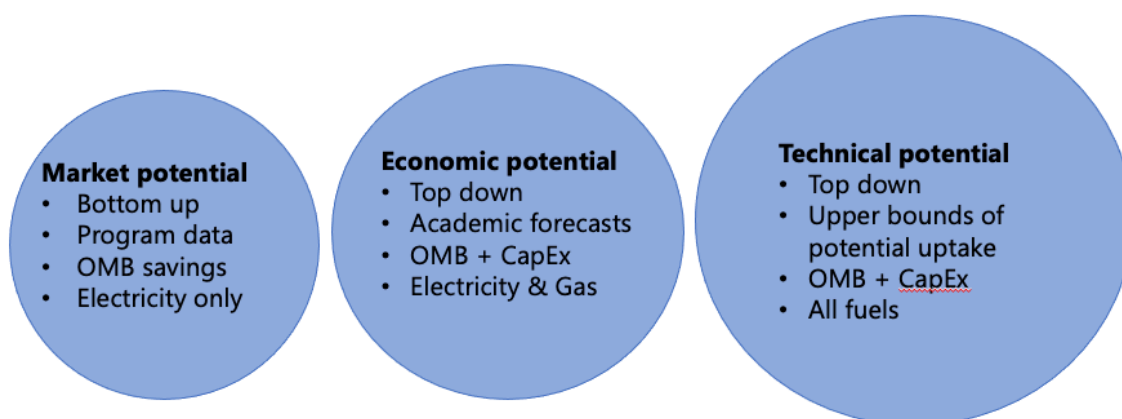 Market potential
• Bottom up
• Program data
• OMB savings
• Electricity only
Economic potential
• Top down
• Academic forecasts
• OMB + CapEx
• Electricity & Gas
Technical potential
• Top down
• Upper bounds of
potential uptake
• OMB + CapEx
• All fuels